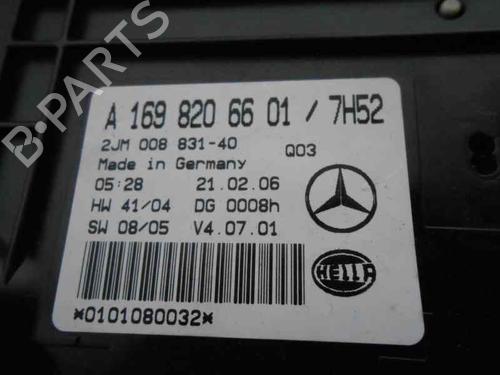 A 169 820 66 01 / 7H52
2JM 008 831-40 Q03
Made in Germany
05:28 21.02.06
HW 41/04 DG 0008h
SW 08/05 V4.07.01
HELLA
*0101080032*
B-PARTS